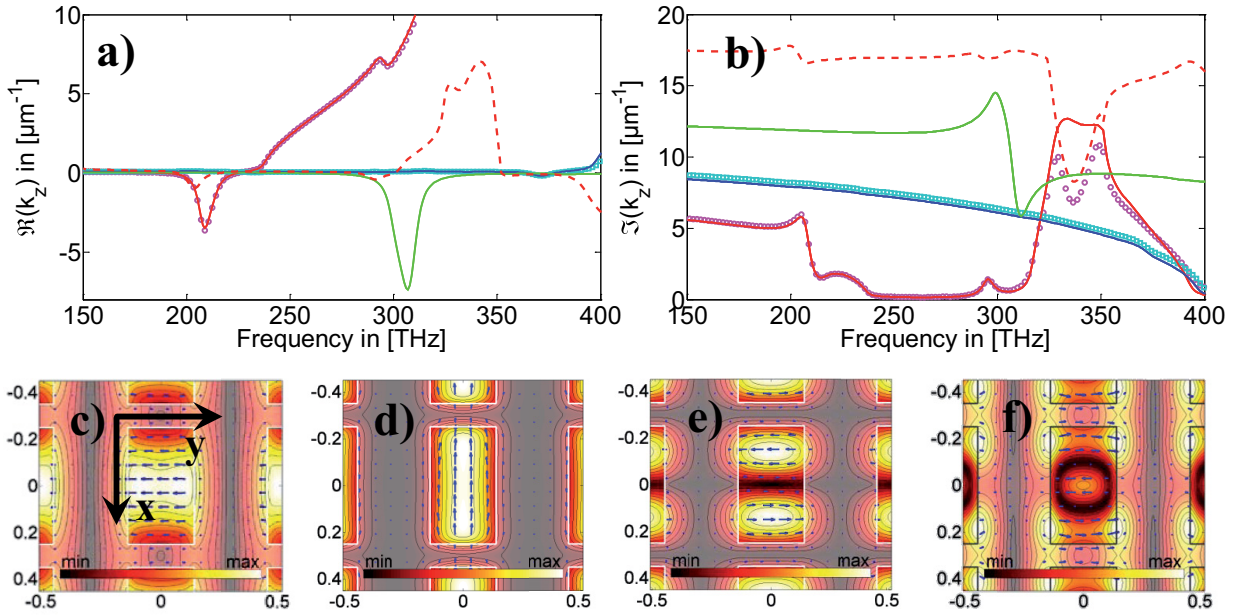 a)
10
5
0
-5
ℜ(k_z) in [µm⁻¹]
150 200 250 300 350 400
Frequency in [THz]
b)
20
15
10
5
0
ℑ(k_z) in [µm⁻¹]
150 200 250 300 350 400
Frequency in [THz]
c)
y
x
-0.4
-0.2
0
0.2
0.4
min max
-0.5 0 0.5
d)
-0.4
-0.2
0
0.2
0.4
min max
-0.5 0 0.5
e)
-0.4
-0.2
0
0.2
0.4
min max
-0.5 0 0.5
f)
-0.4
-0.2
0
0.2
0.4
min max
-0.5 0 0.5